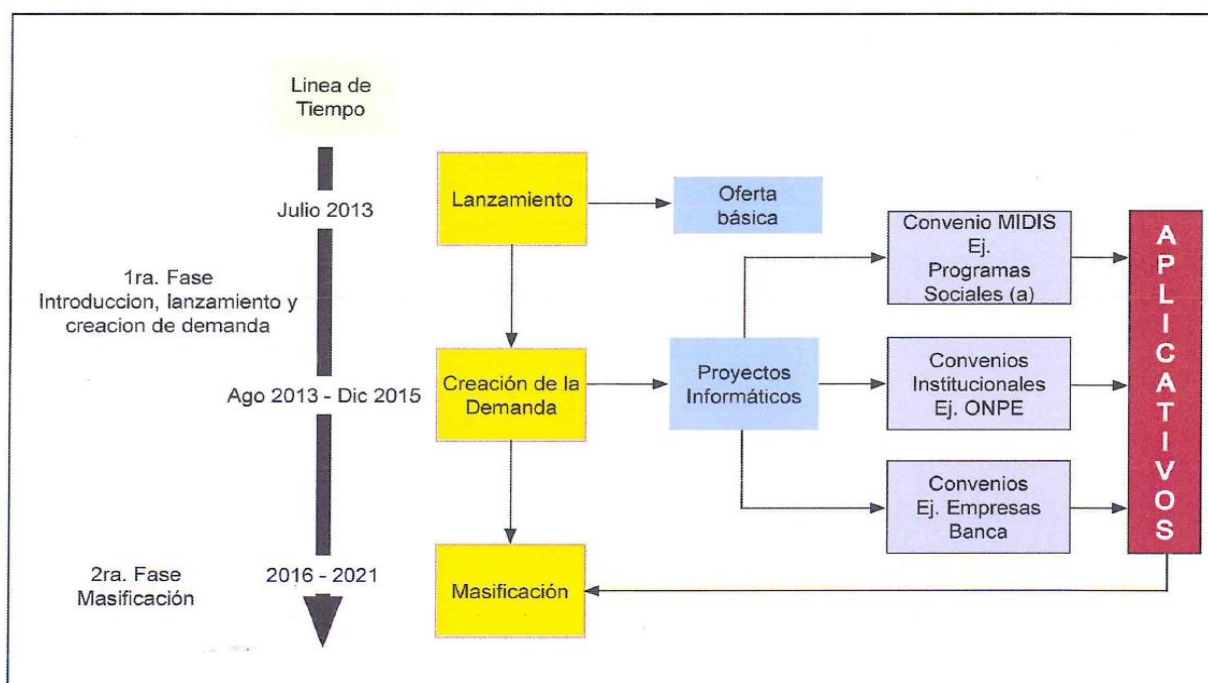 Linea de
Tiempo
Julio 2013
1ra. Fase
Introduccion, lanzamiento y
creacion de demanda
Ago 2013 - Dic 2015
2ra. Fase
Masificación
2016 - 2021
Lanzamiento
Oferta
básica
Creación de la
Demanda
Proyectos
Informáticos
Convenio MIDIS
Ej.
Programas
Sociales (a)
Convenios
Institucionales
Ej. ONPE
Convenios
Ej. Empresas
Banca
APLICATIVOS
Masificación